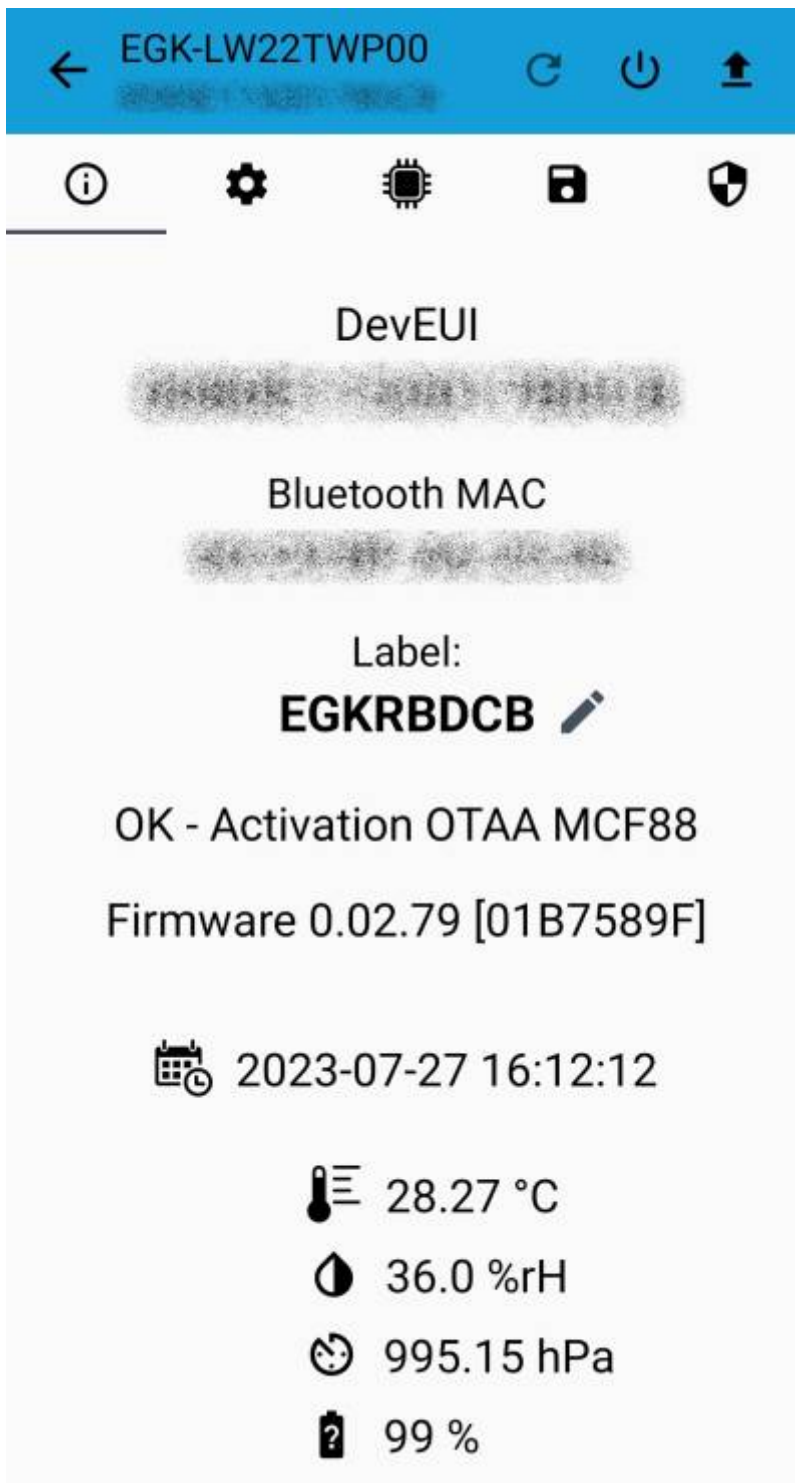 EGK-LW22TWP00
DevEUI
Bluetooth MAC
Label:
EGKRBDCB
OK - Activation OTAA MCF88
Firmware 0.02.79 [01B7589F]
2023-07-27 16:12:12
28.27 °C
36.0 %rH
995.15 hPa
99 %